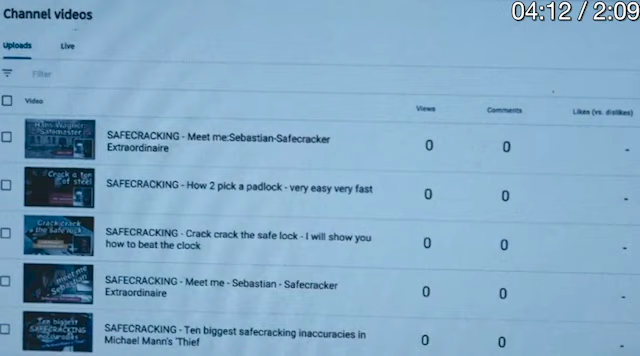 04:12 / 2:09
Channel videos
Uploads Live
Filter
Video Views Comments Likes (vs. dislikes)
SAFECRACKING - Meet me:Sebastian-Safecracker
Extraordinaire
0 0 -
Crack a ton
of steel
SAFECRACKING - How 2 pick a padlock - very easy very fast
0 0 -
Crack crack
the safe lock
SAFECRACKING - Crack crack the safe lock - I will show you
how to beat the clock
0 0 -
meet me
Sebastian
SAFECRACKING - Meet me - Sebastian - Safecracker
Extraordinaire
0 0 -
Ten biggest
SAFECRACKING
inaccuracies
SAFECRACKING - Ten biggest safecracking inaccuracies in
Michael Mann's 'Thief
0 0 -